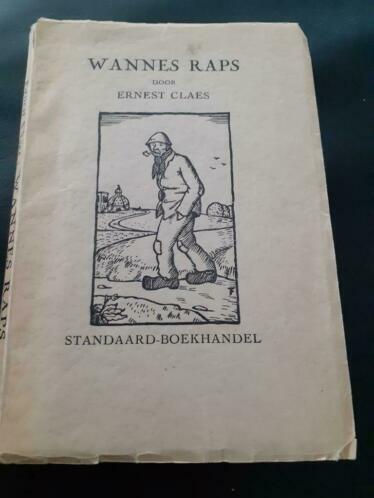 WANNES RAPS
DOOR
ERNEST CLAES
STANDAARD-BOEKHANDEL
WANNES RAPS